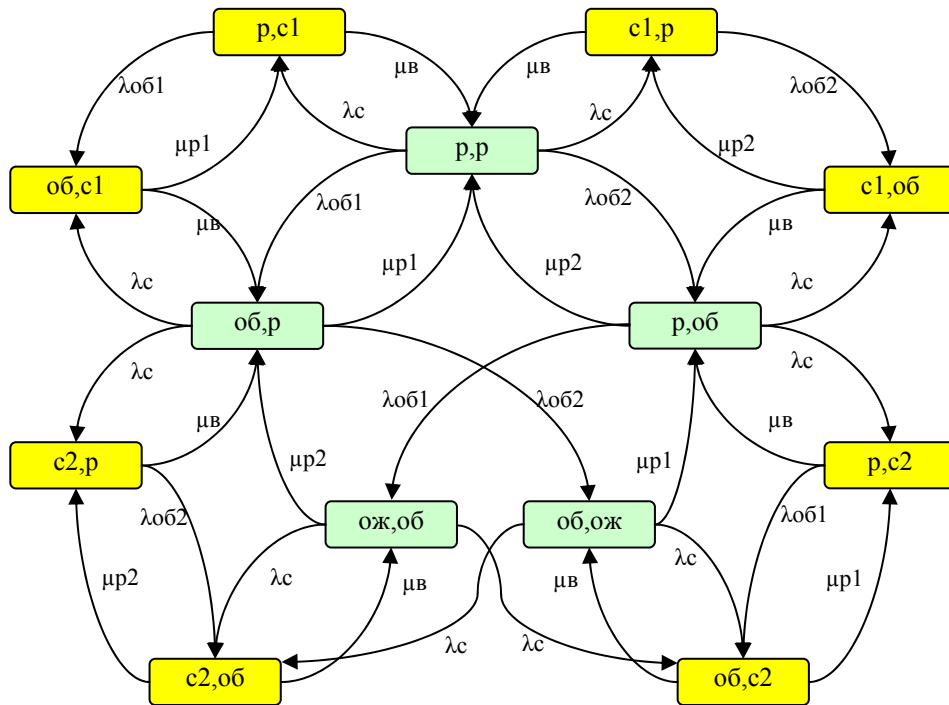 р,с1
с1,р
λоб1
μв
μв
λоб2
λс
λс
μр1
р,р
μр2
об,с1
с1,об
λоб1
λоб2
μв
μв
μр1
μр2
λс
λс
об,р
р,об
λс
λс
λоб1
λоб2
μв
μв
с2,р
р,с2
μр2
μр1
λоб2
ож,об
об,ож
λоб1
λс
λс
μр2
μв
μв
μр1
λс
λс
с2,об
об,с2